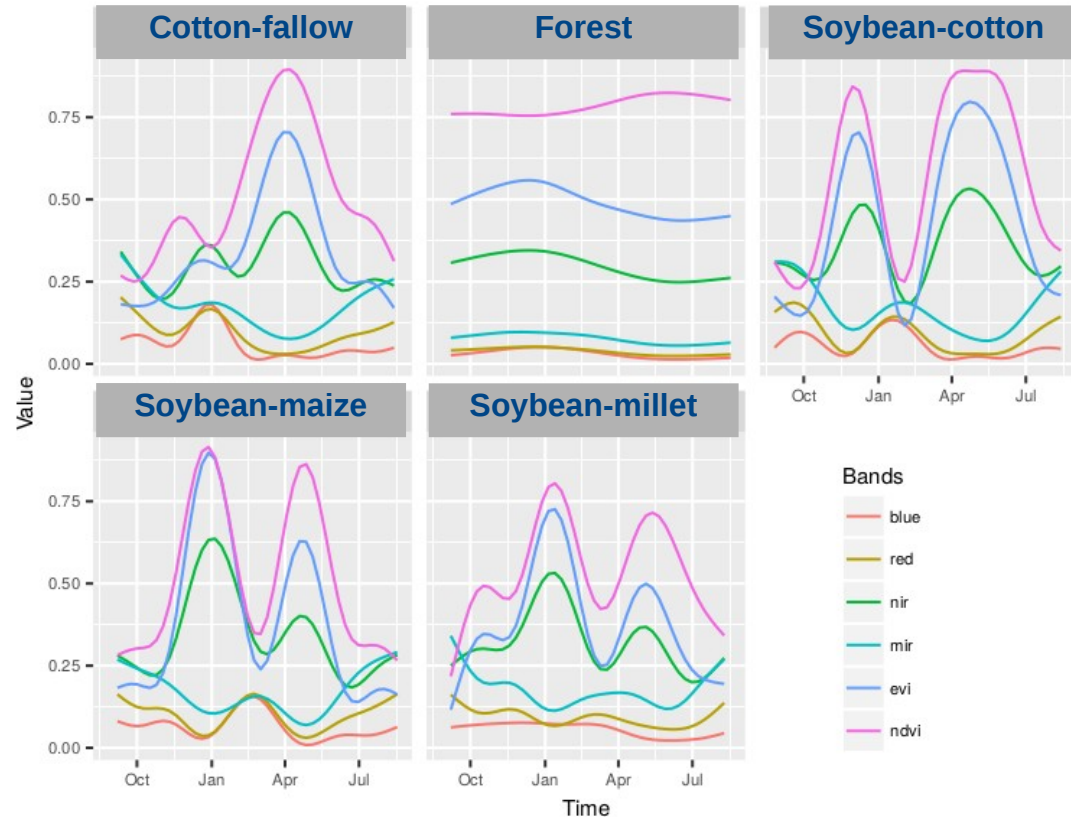 Cotton-fallow
Forest
Soybean-cotton
0.75
0.50
0.25
0.00
Oct
Jan
Apr
Jul
Value
Soybean-maize
Soybean-millet
0.75
0.50
0.25
0.00
Oct
Jan
Apr
Jul
Oct
Jan
Apr
Jul
Time
Bands
blue
red
nir
mir
evi
ndvi